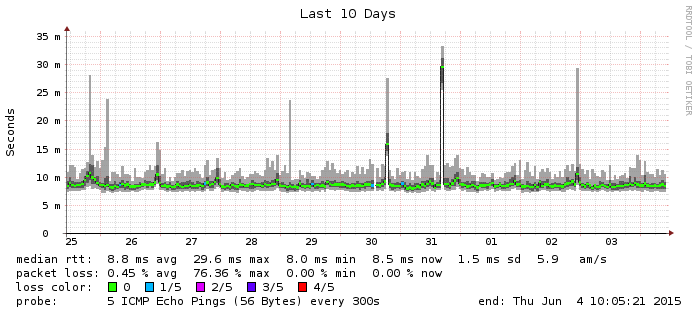 Last 10 Days
RRDTOOL / TOBI OETIKER
Seconds
35 m
30 m
25 m
20 m
15 m
10 m
5 m
0
25 26 27 28 29 30 31 01 02 03
median rtt: 8.8 ms avg 29.6 ms max 8.0 ms min 8.5 ms now 1.5 ms sd 5.9 am/s
packet loss: 0.45 % avg 76.36 % max 0.00 % min 0.00 % now
loss color: 0 1/5 2/5 3/5 4/5
probe: 5 ICMP Echo Pings (56 Bytes) every 300s end: Thu Jun 4 10:05:21 2015